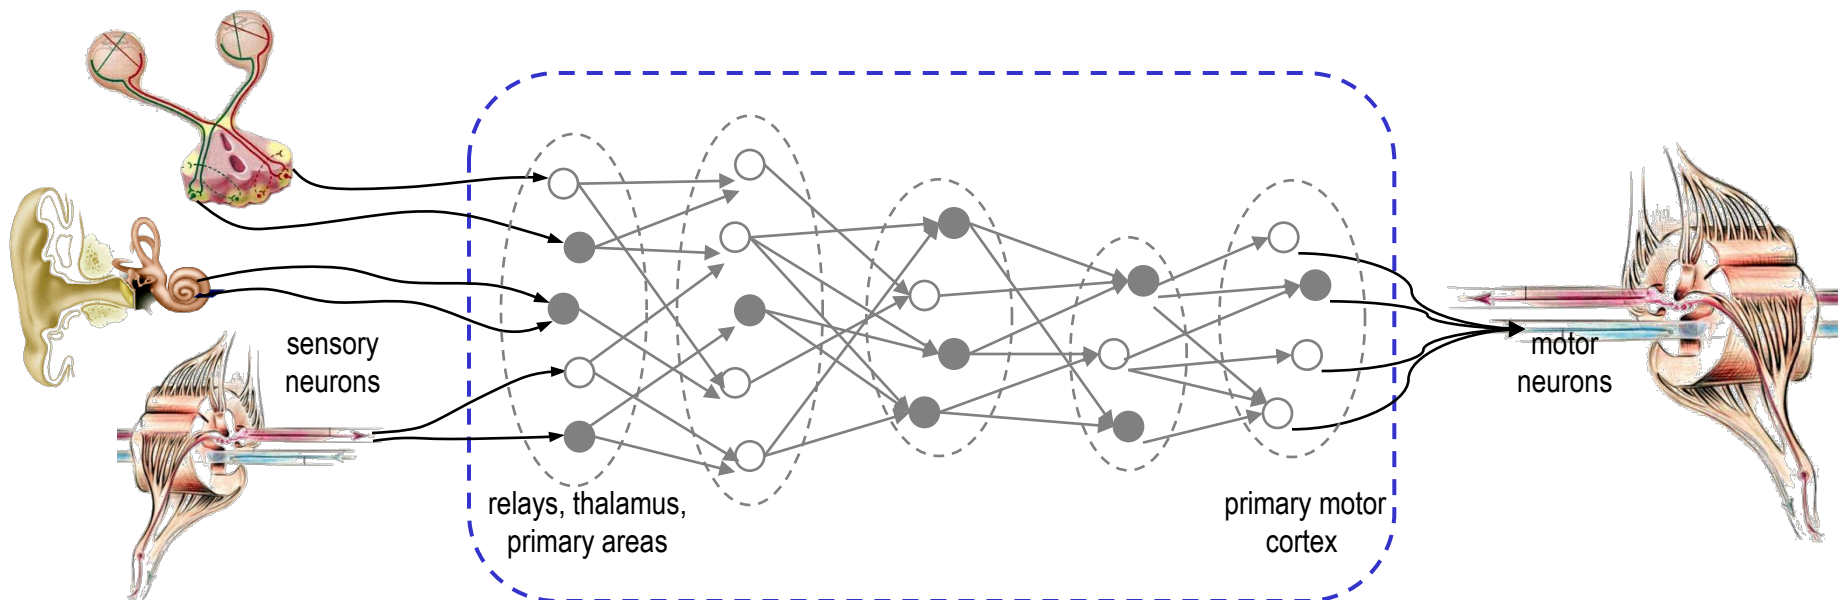 sensory
neurons
relays, thalamus,
primary areas
primary motor
cortex
motor
neurons